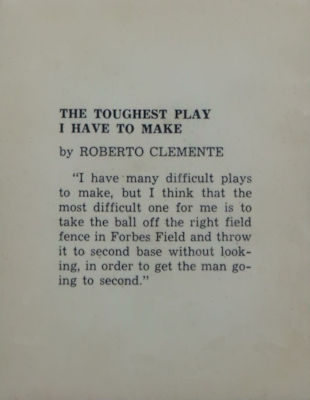 THE TOUGHEST PLAY
I HAVE TO MAKE
by ROBERTO CLEMENTE
"I have many difficult plays
to make, but I think that the
most difficult one for me is to
take the ball off the right field
fence in Forbes Field and throw
it to second base without look-
ing, in order to get the man go-
ing to second."